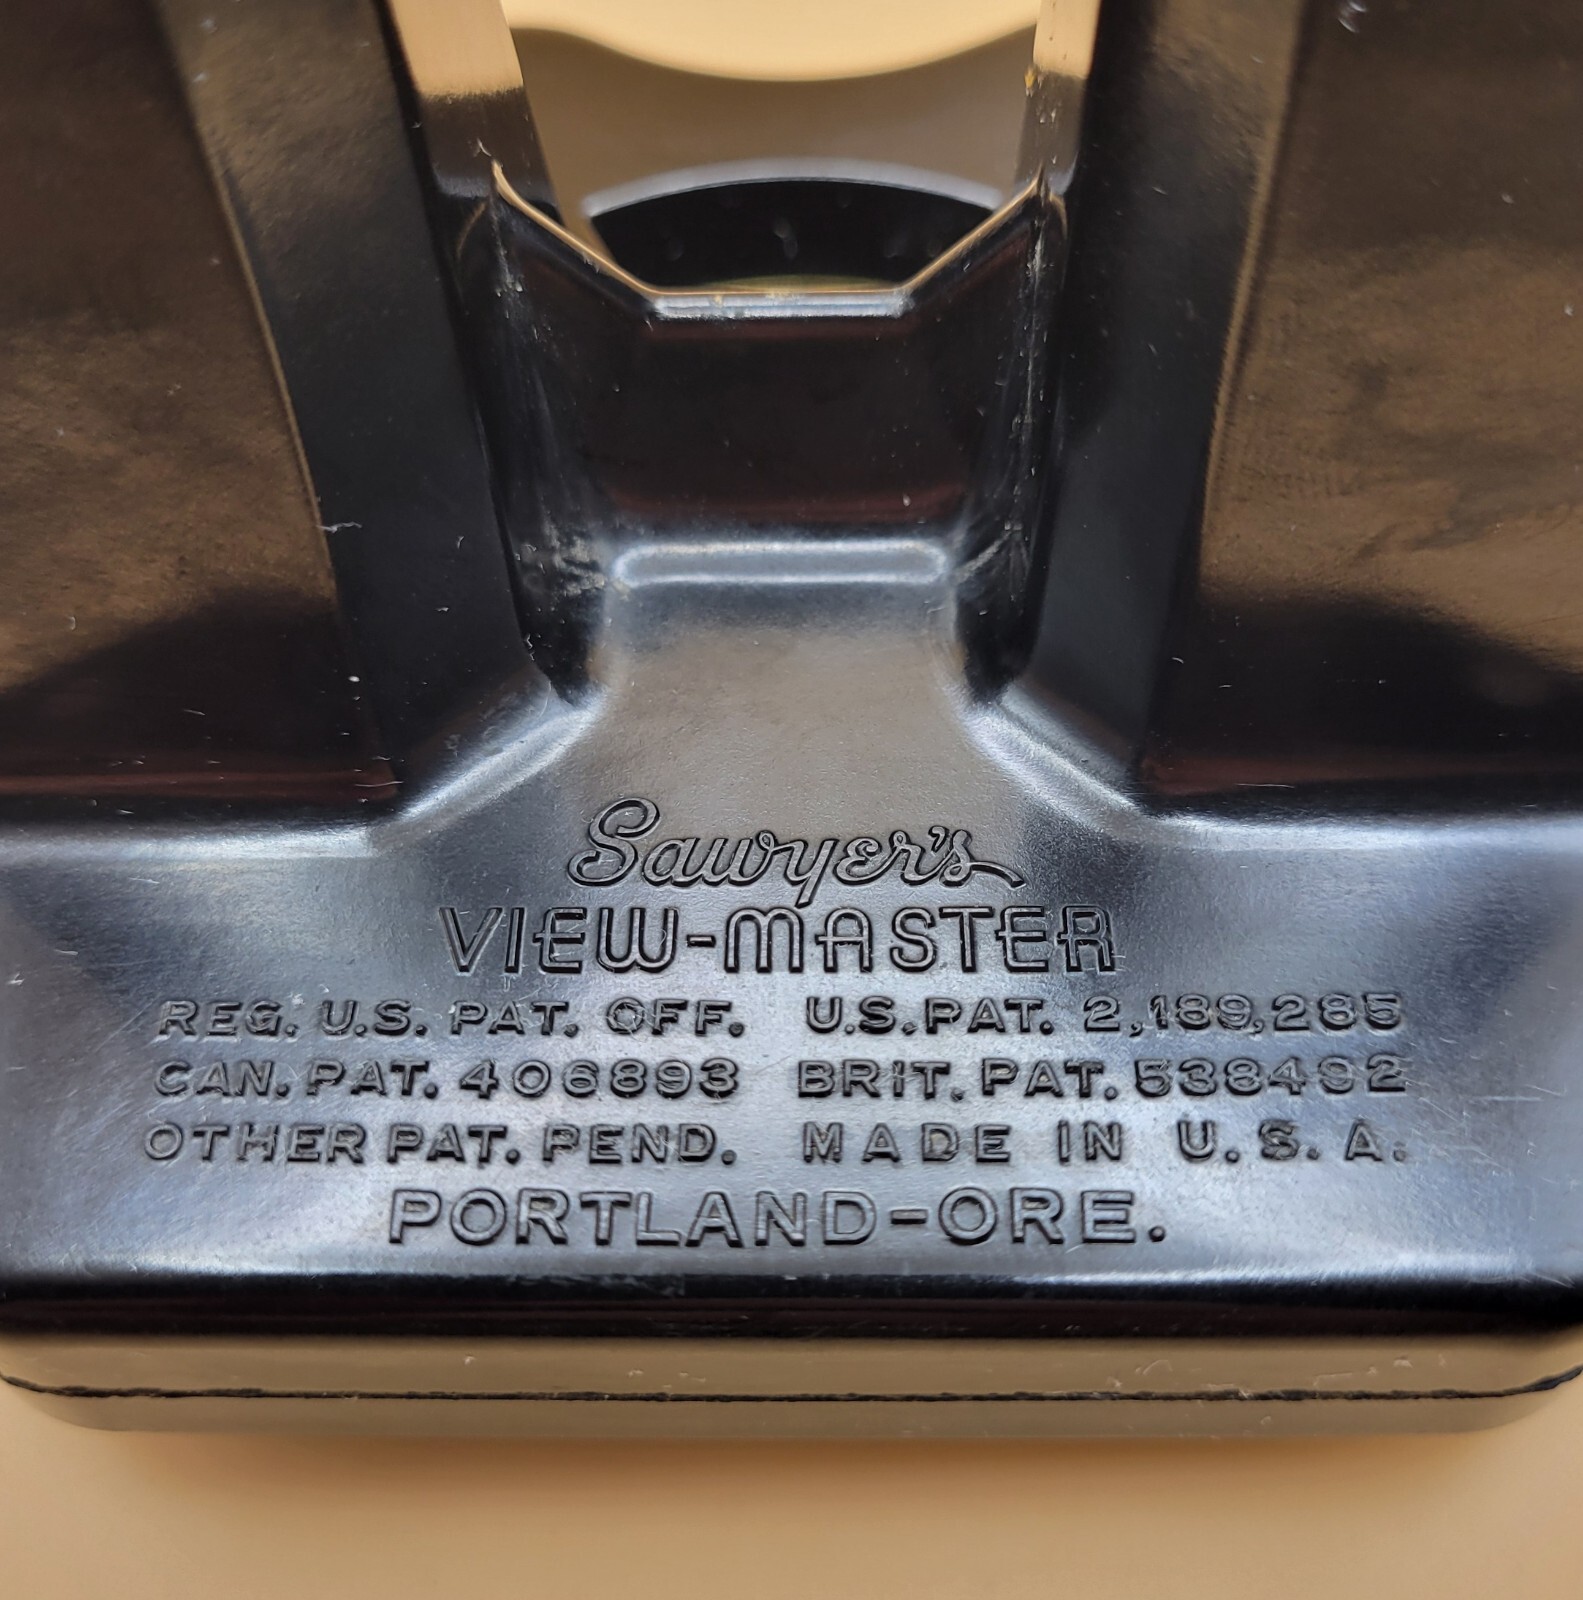 Sawyer's
VIEW-MASTER
REG. U.S. PAT. OFF. U.S. PAT. 2,189,285
CAN. PAT. 406893 BRIT. PAT. 538492
OTHER PAT. PEND. MADE IN U.S.A.
PORTLAND-ORE.